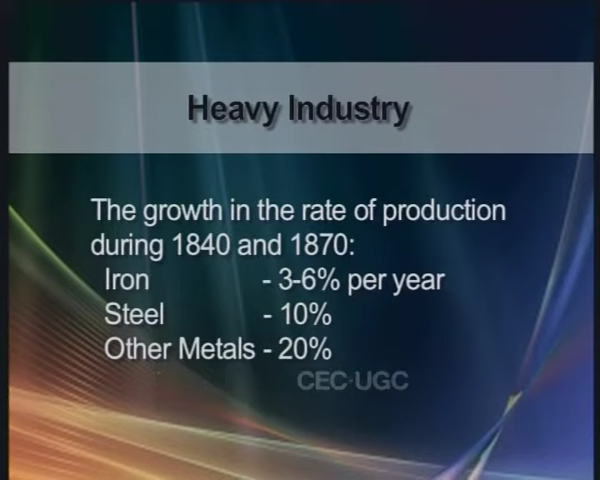 Heavy Industry
The growth in the rate of production
during 1840 and 1870:
Iron - 3-6% per year
Steel - 10%
Other Metals - 20%
CEC-UGC